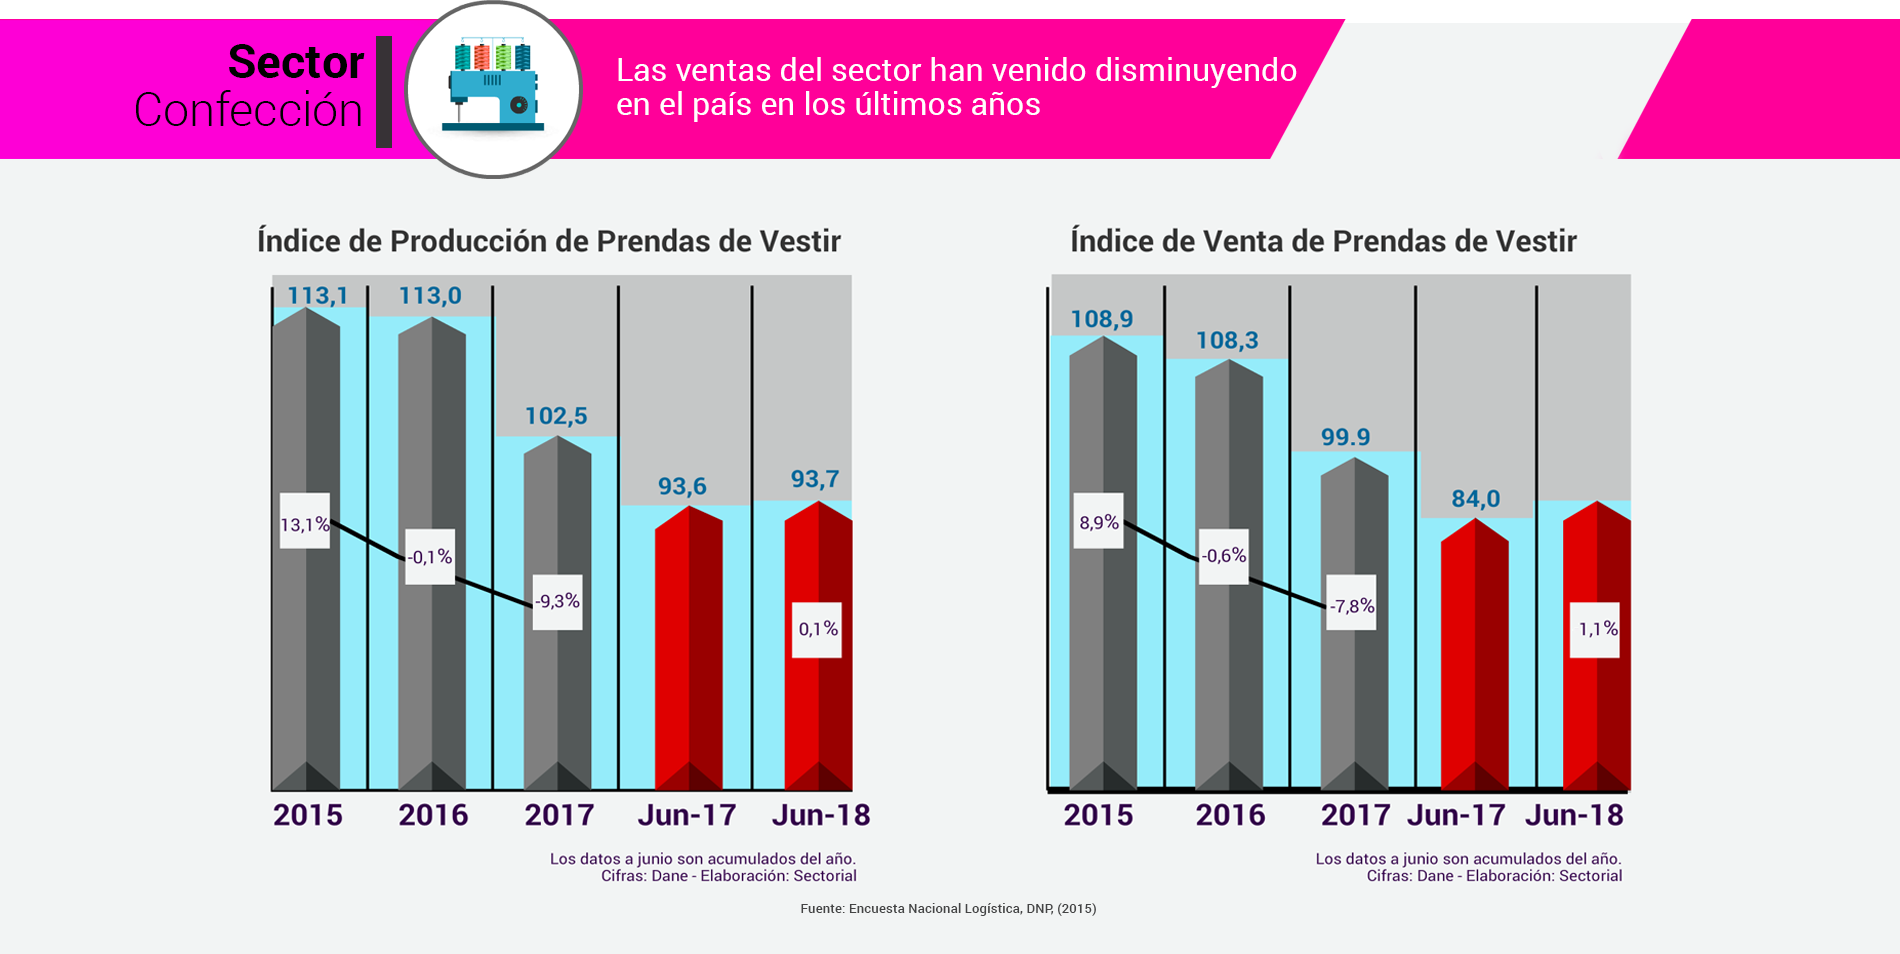 Sector
Confección
Las ventas del sector han venido disminuyendo
en el país en los últimos años
Índice de Producción de Prendas de Vestir
113,1
113,0
102,5
93,6
93,7
13,1%
-0,1%
-9,3%
0,1%
2015
2016
2017
Jun-17
Jun-18
Los datos a junio son acumulados del año.
Cifras: Dane - Elaboración: Sectorial
Índice de Venta de Prendas de Vestir
108,9
108,3
99.9
84,0
8,9%
-0,6%
-7,8%
1,1%
2015
2016
2017
Jun-17
Jun-18
Los datos a junio son acumulados del año.
Cifras: Dane - Elaboración: Sectorial
Fuente: Encuesta Nacional Logística, DNP, (2015)